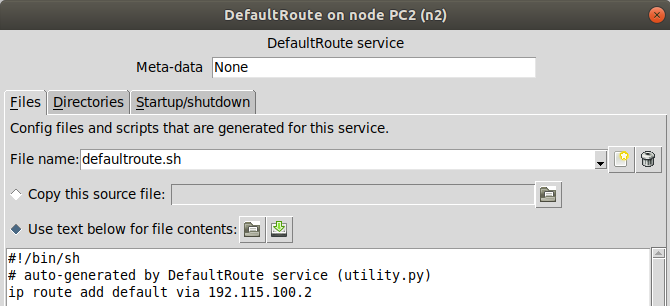 DefaultRoute on node PC2 (n2)
DefaultRoute service
Meta-data None
Files Directories Startup/shutdown
Config files and scripts that are generated for this service.
File name: defaultroute.sh
Copy this source file:
Use text below for file contents:
#!/bin/sh
# auto-generated by DefaultRoute service (utility.py)
ip route add default via 192.115.100.2